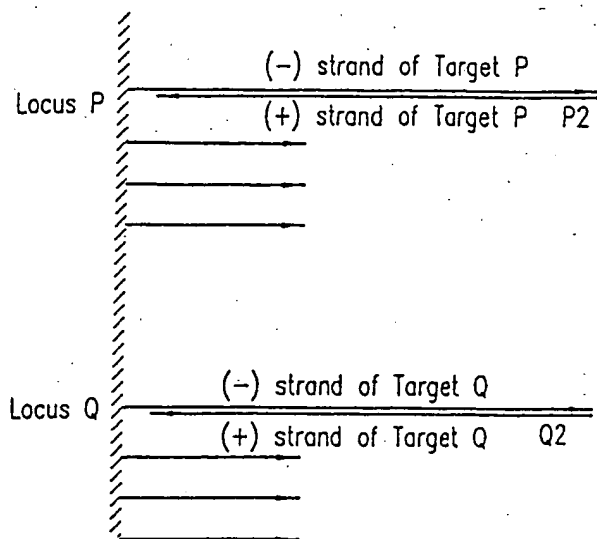 (-) strand of Target P
Locus P
(+) strand of Target P P2
(-) strand of Target Q
Locus Q
(+) strand of Target Q Q2